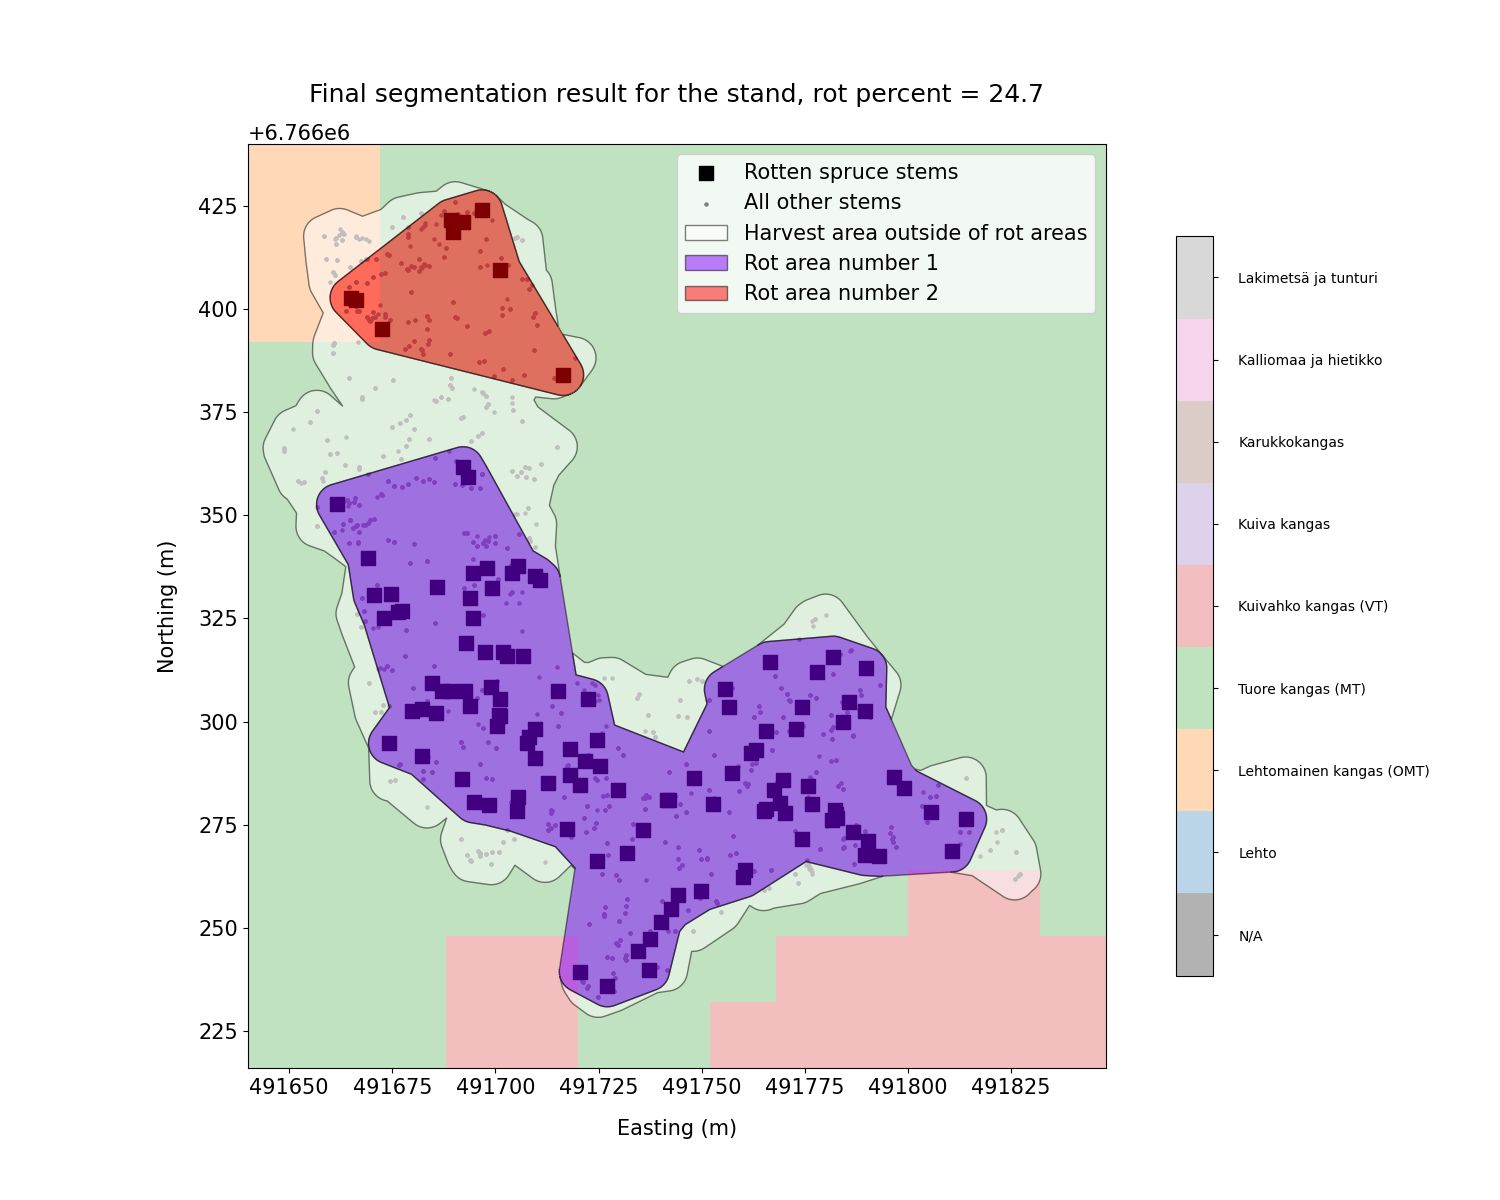 Final segmentation result for the stand, rot percent = 24.7
+6.766e6
Rotten spruce stems
All other stems
Harvest area outside of rot areas
Rot area number 1
Rot area number 2
425
400
375
350
325
300
275
250
225
Northing (m)
491650 491675 491700 491725 491750 491775 491800 491825
Easting (m)
Lakimetsä ja tunturi
Kalliomaa ja hietikko
Karukkokangas
Kuiva kangas
Kuivahko kangas (VT)
Tuore kangas (MT)
Lehtomainen kangas (OMT)
Lehto
N/A